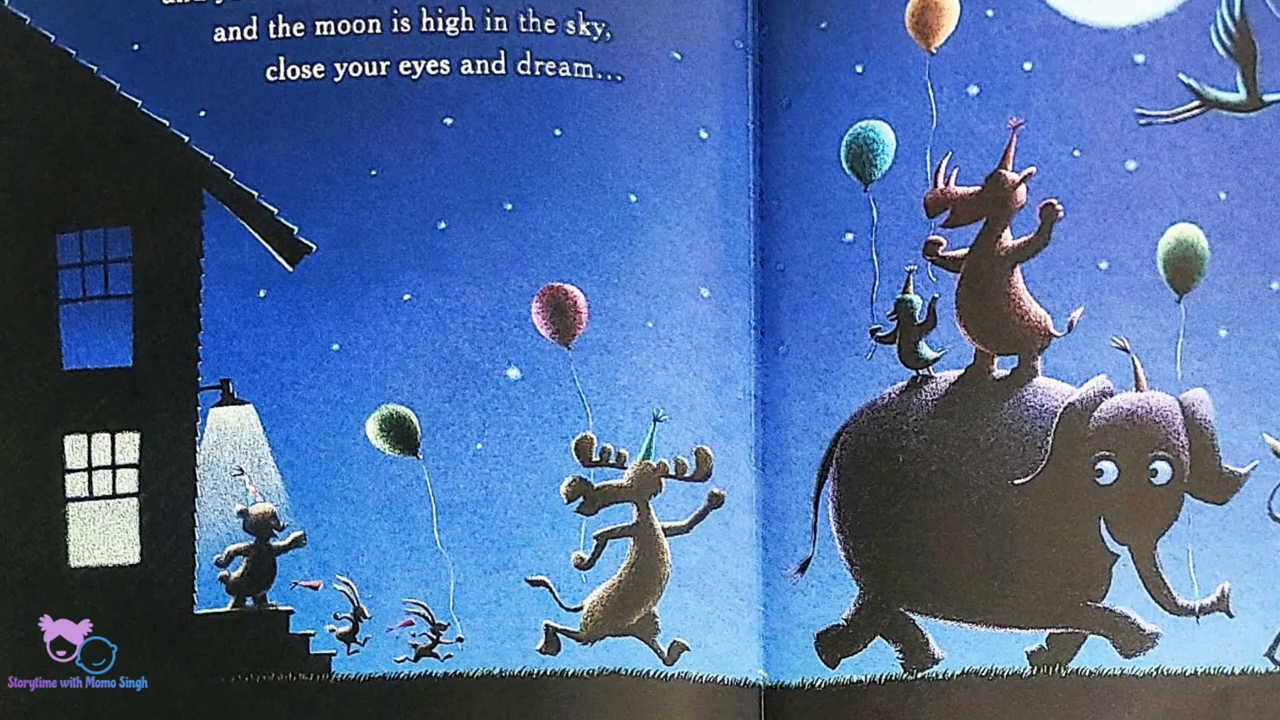 and the moon is high in the sky,
close your eyes and dream...
Storytime with Momo Singh